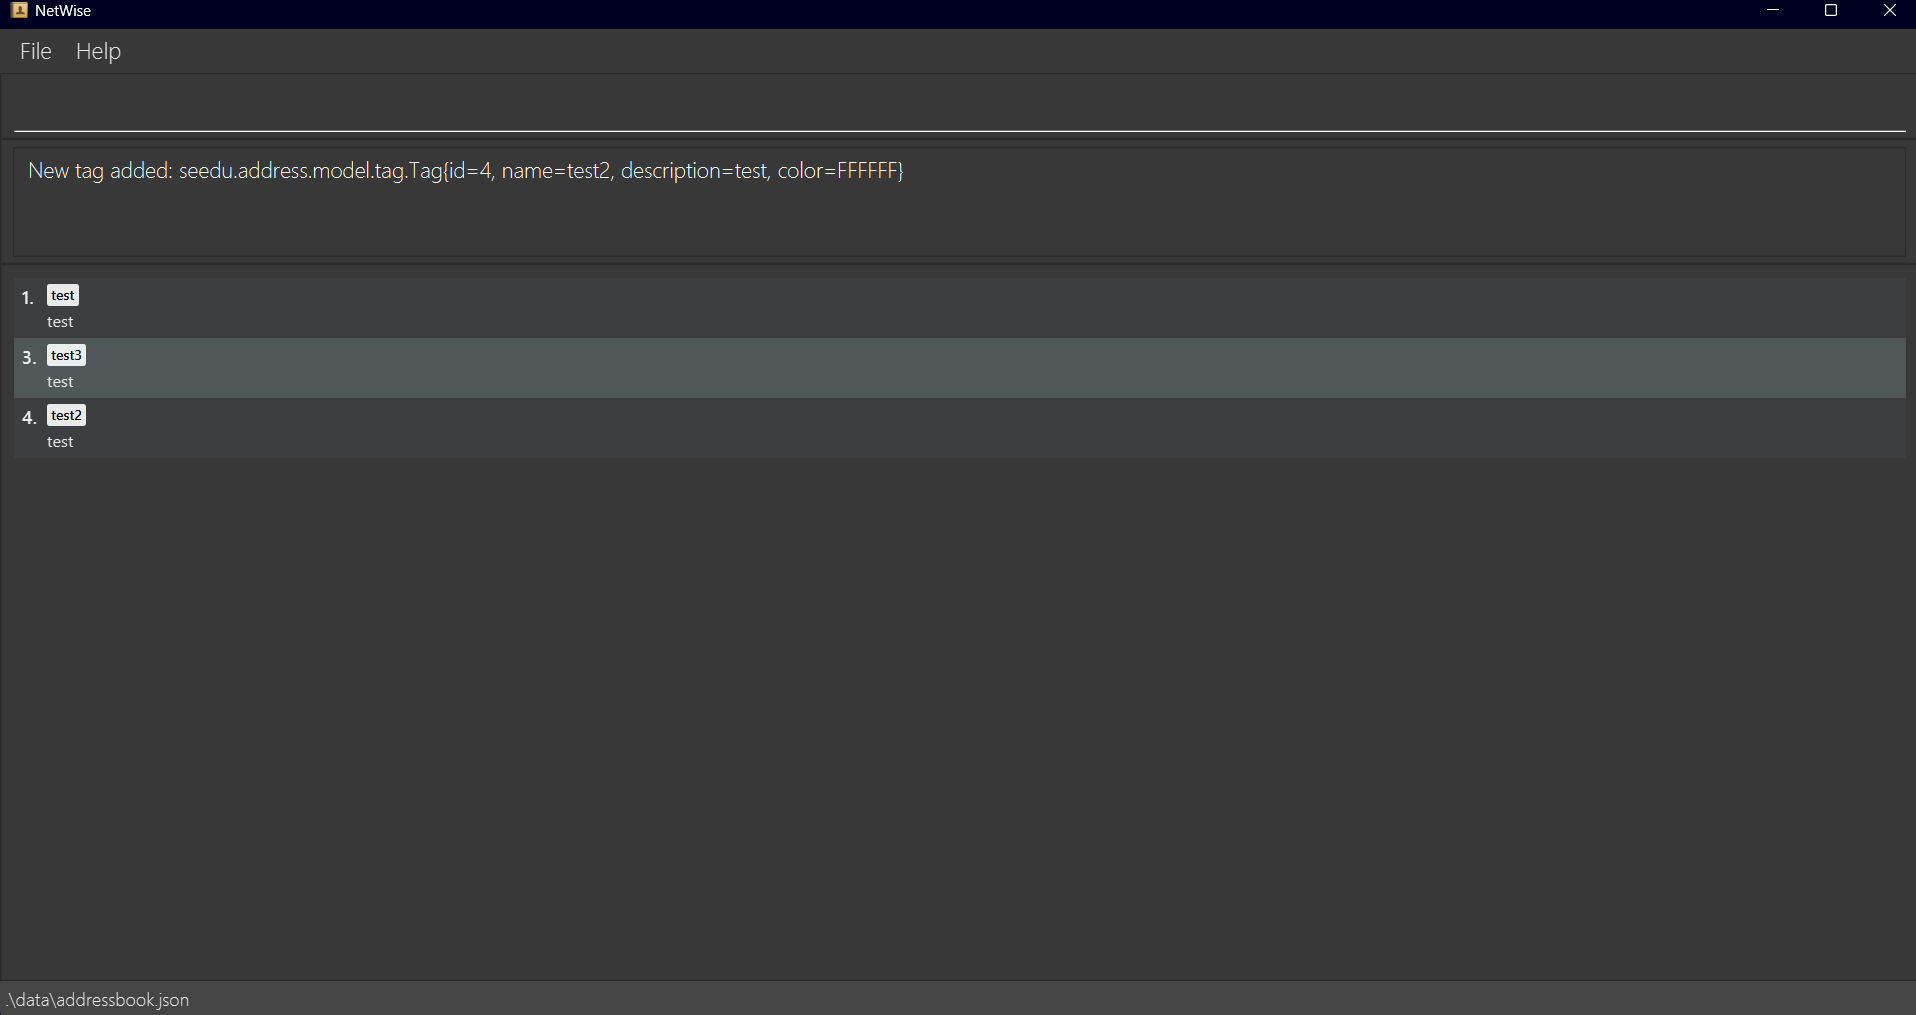 NetWise
File Help
New tag added: seedu.address.model.tag.Tag{id=4, name=test2, description=test, color=FFFFFF}
1. test
test
3. test3
test
4. test2
test
.\data\addressbook.json